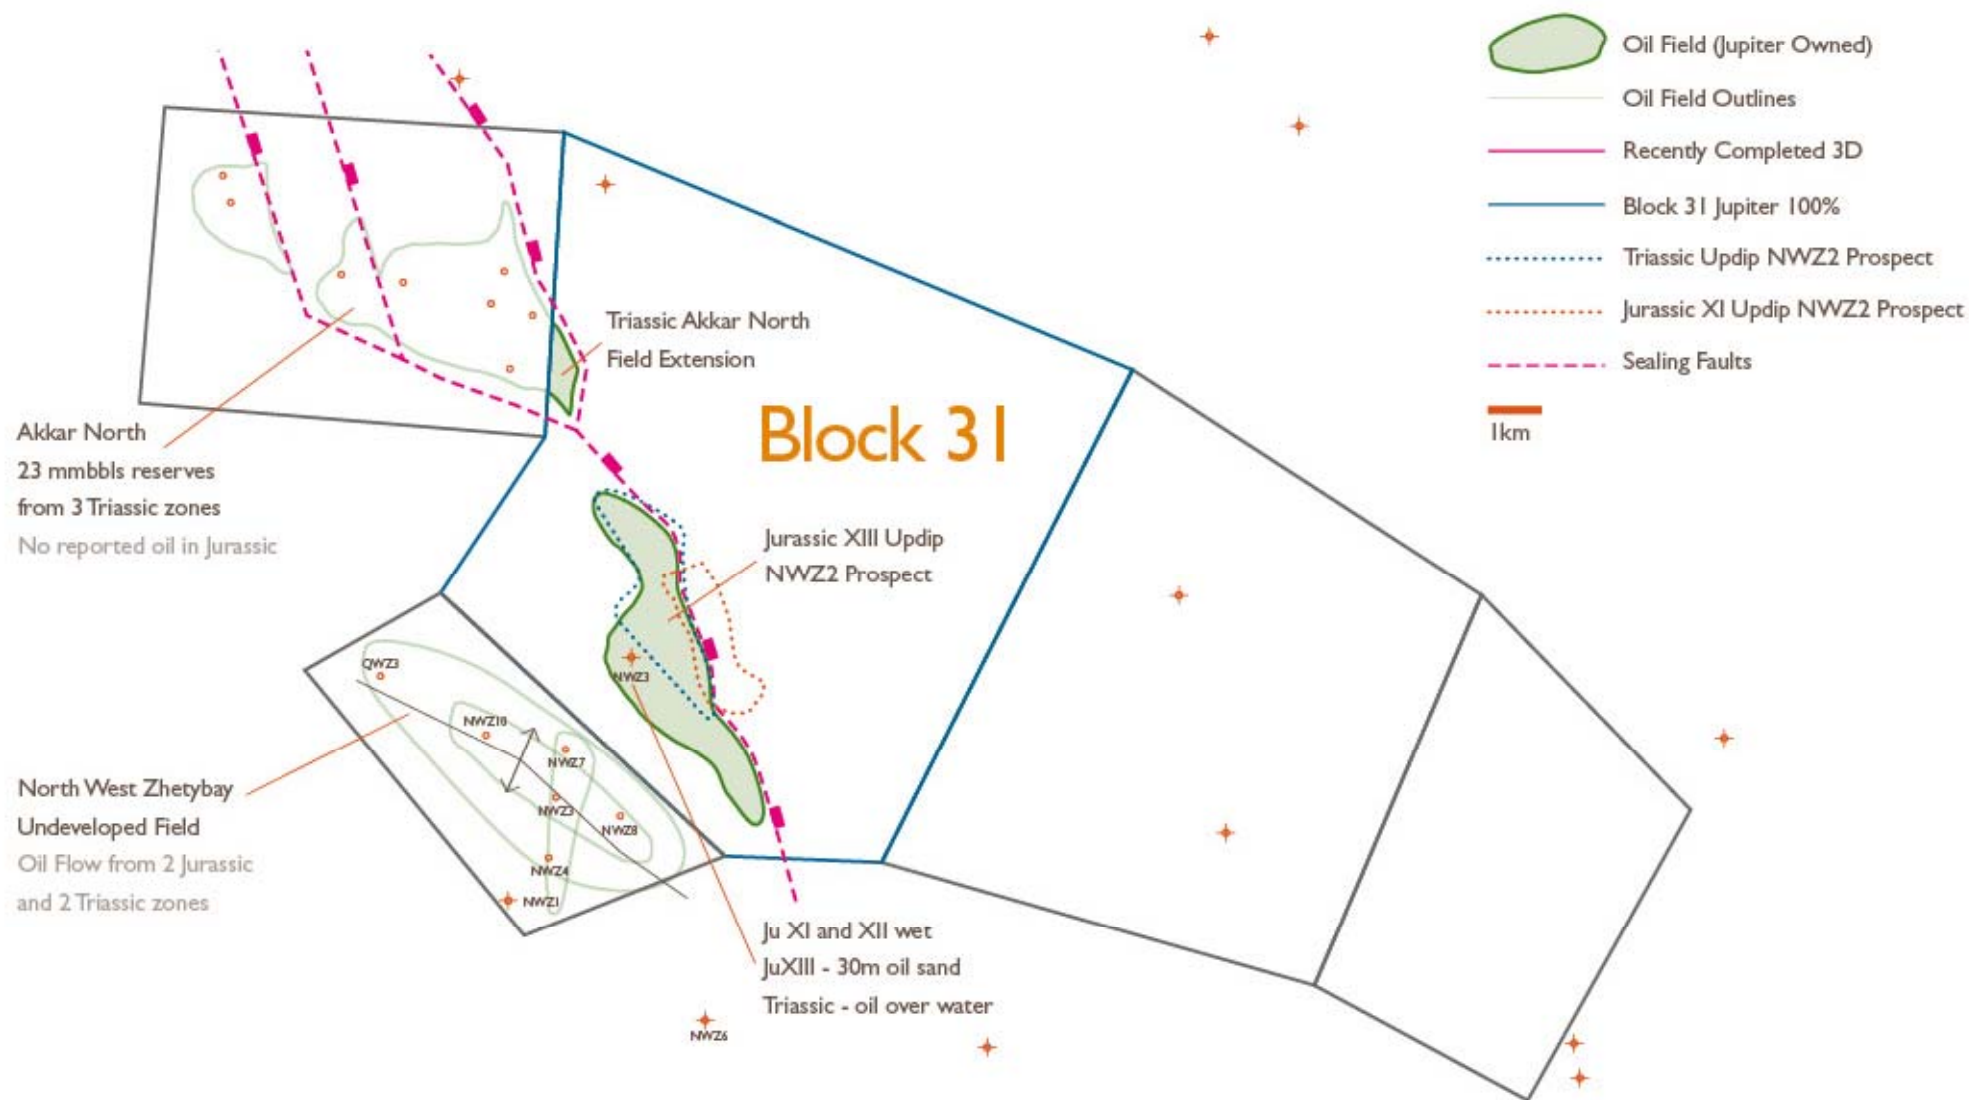 Oil Field (Jupiter Owned)
Oil Field Outlines
Recently Completed 3D
Block 31 Jupiter 100%
Triassic Updip NWZ2 Prospect
Jurassic XI Updip NWZ2 Prospect
Sealing Faults
1km
Triassic Akkar North
Field Extension
Block 31
Akkar North
23 mmbbls reserves
from 3 Triassic zones
No reported oil in Jurassic
Jurassic XIII Updip
NWZ2 Prospect
QWZ3
NWZ3
NWZ10
NWZ7
NWZ3
NWZ8
NWZ4
NWZ1
North West Zhetybay
Undeveloped Field
Oil Flow from 2 Jurassic
and 2 Triassic zones
Ju XI and XII wet
JuXIII - 30m oil sand
Triassic - oil over water
NWZ6